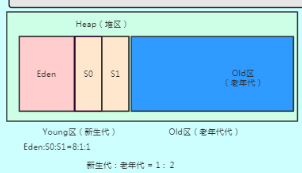 Heap（堆区）
Eden
S0
S1
Old区
（老年代）
Young区（新生代）
Old区（老年代代）
Eden:S0:S1=8:1:1
新生代：老年代 = 1：2